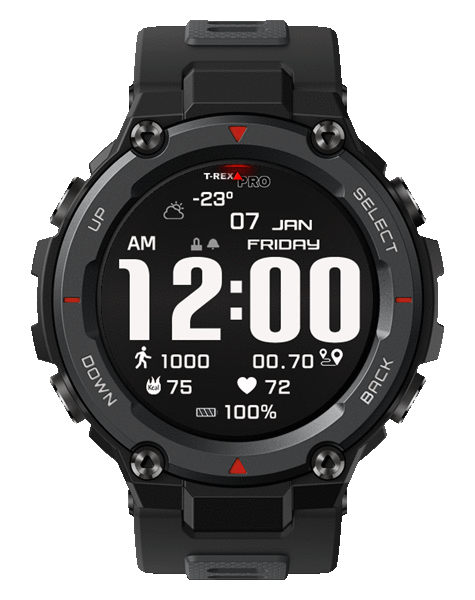 T-REX PRO
-23°
07 JAN
AM FRIDAY
12:00
1000 00.70
Kcal 75 72
100%
UP
SELECT
DOWN
BACK